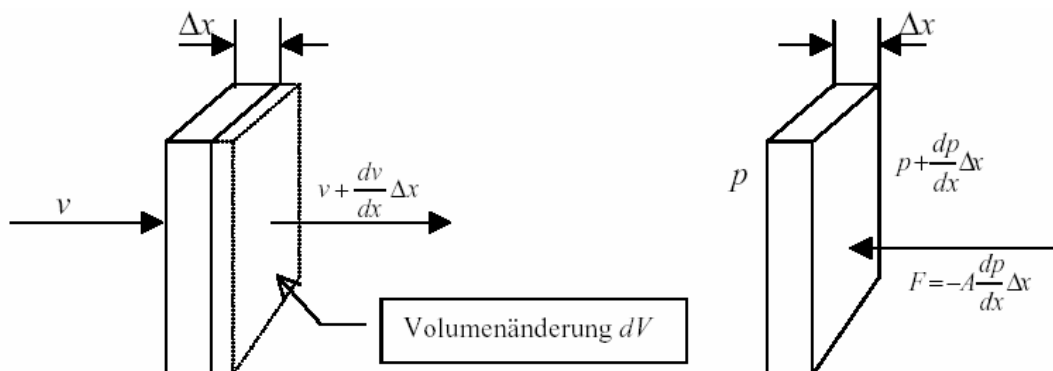 Δx
v
v + dv/dx Δx
Volumenänderung dV
Δx
p
p + dp/dx Δx
F = −A dp/dx Δx